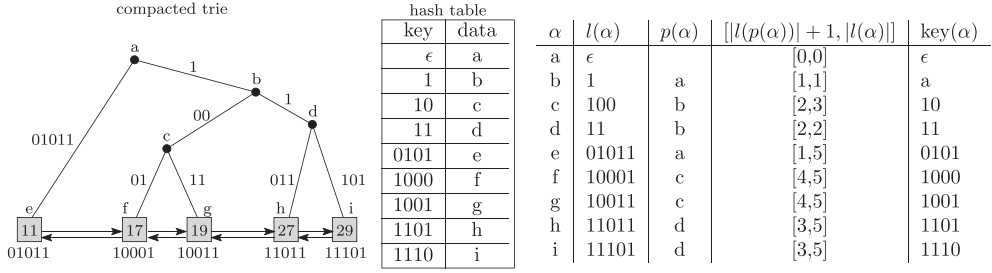 compacted trie
a
1
b
01011
00
1
c
d
01
11
011
101
e
f
g
h
i
11
17
19
27
29
01011
10001
10011
11011
11101
hash table
key data
ϵ a
1 b
10 c
11 d
0101 e
1000 f
1001 g
1101 h
1110 i
α l(α) p(α) [|l(p(α))| + 1, |l(α)|] key(α)
a ϵ [0,0] ϵ
b 1 a [1,1] a
c 100 b [2,3] 10
d 11 b [2,2] 11
e 01011 a [1,5] 0101
f 10001 c [4,5] 1000
g 10011 c [4,5] 1001
h 11011 d [3,5] 1101
i 11101 d [3,5] 1110